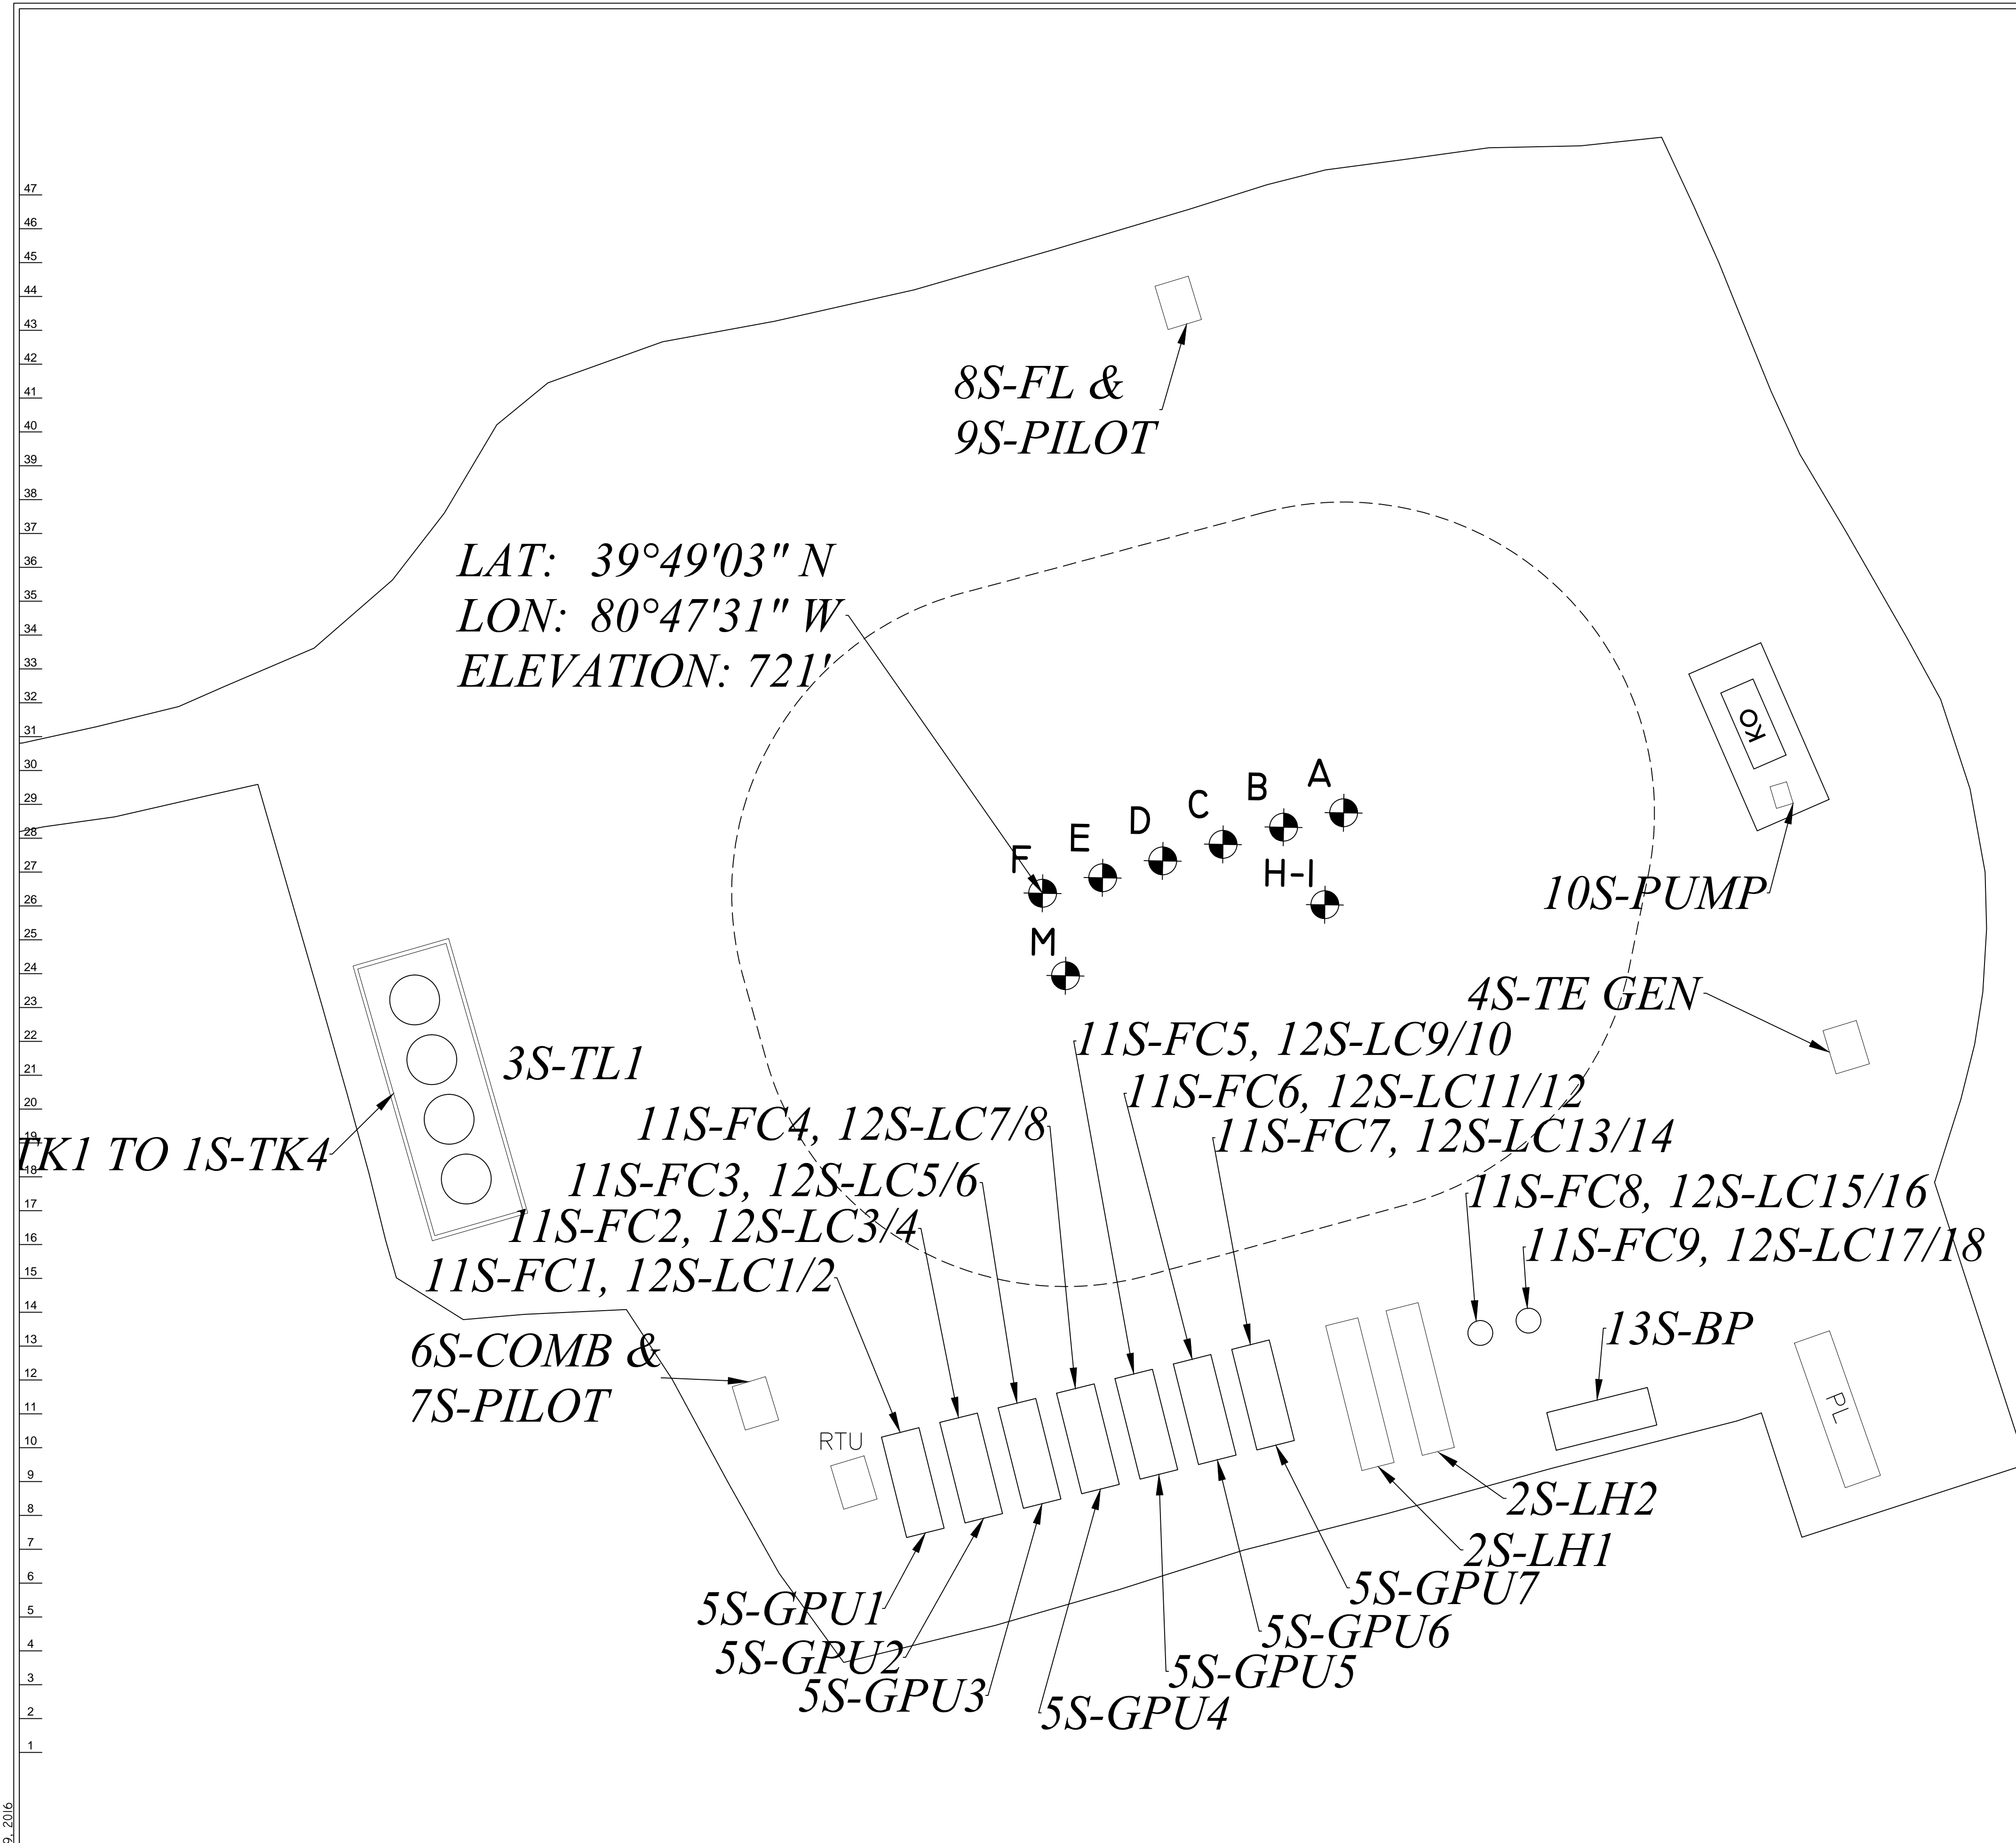 47
46
45
44
43
42
41
40
39
38
37
36
35
34
33
32
31
30
29
28
27
26
25
24
23
22
21
20
19
18
17
16
15
14
13
12
11
10
9
8
7
6
5
4
3
2
1
8S-FL &
9S-PILOT
LAT: 39°49'03" N
LON: 80°47'31" W
ELEVATION: 721'
KO
A
B
C
D
E
F
H-1
M
10S-PUMP
4S-TE GEN
3S-TL1
TK1 TO 1S-TK4
11S-FC5, 12S-LC9/10
11S-FC6, 12S-LC11/12
11S-FC4, 12S-LC7/8
11S-FC7, 12S-LC13/14
11S-FC3, 12S-LC5/6
11S-FC8, 12S-LC15/16
11S-FC2, 12S-LC3/4
11S-FC9, 12S-LC17/18
11S-FC1, 12S-LC1/2
13S-BP
6S-COMB &
7S-PILOT
PL
RTU
2S-LH2
2S-LH1
5S-GPU7
5S-GPU1
5S-GPU6
5S-GPU2
5S-GPU5
5S-GPU3
5S-GPU4
9, 2016